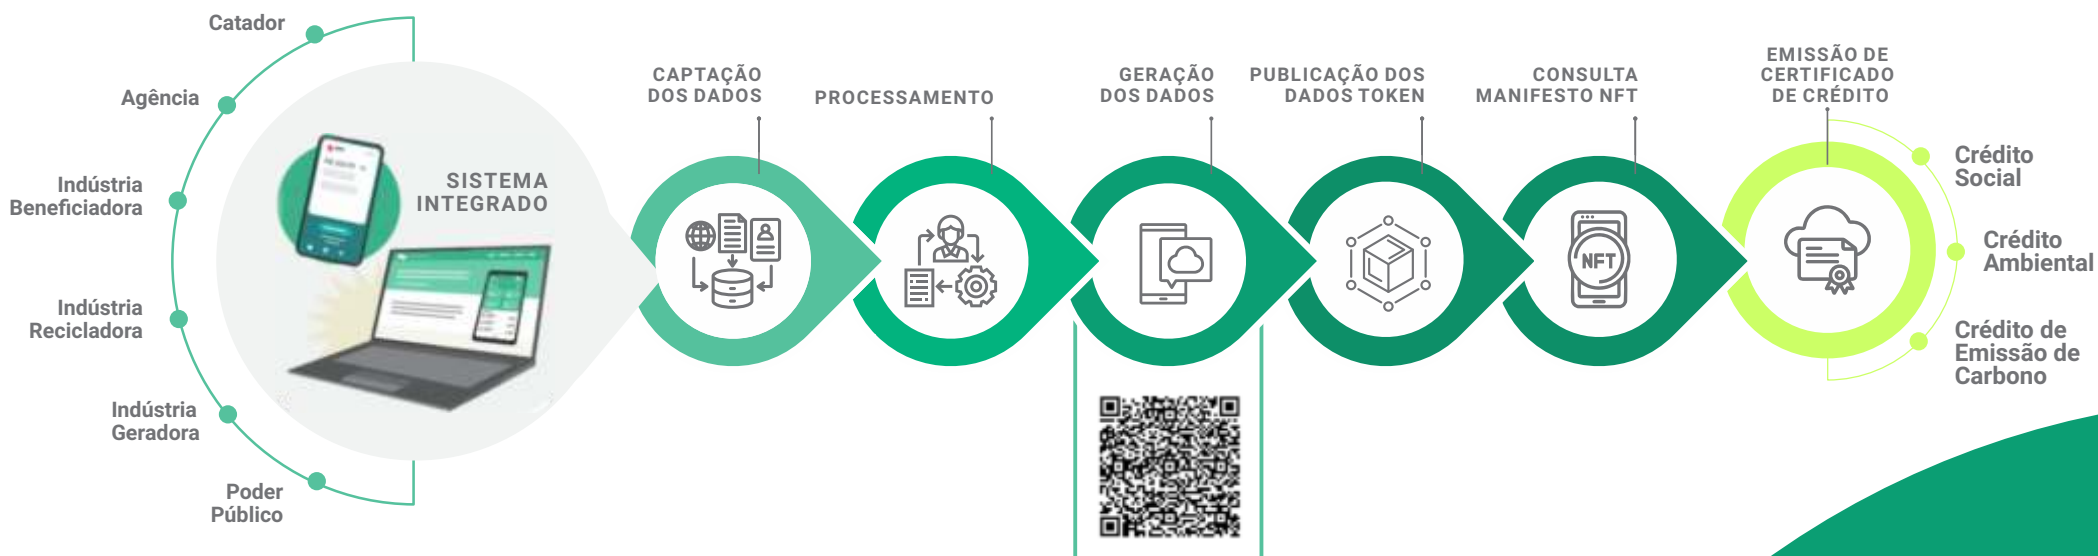 Catador
Agência
Indústria
Beneficiadora
Indústria
Recicladora
Indústria
Geradora
Poder
Público
SISTEMA
INTEGRADO
CAPTAÇÃO
DOS DADOS
PROCESSAMENTO
GERAÇÃO
DOS DADOS
PUBLICAÇÃO DOS
DADOS TOKEN
CONSULTA
MANIFESTO NFT
NFT
EMISSÃO DE
CERTIFICADO
DE CRÉDITO
Crédito
Social
Crédito
Ambiental
Crédito de
Emissão de
Carbono